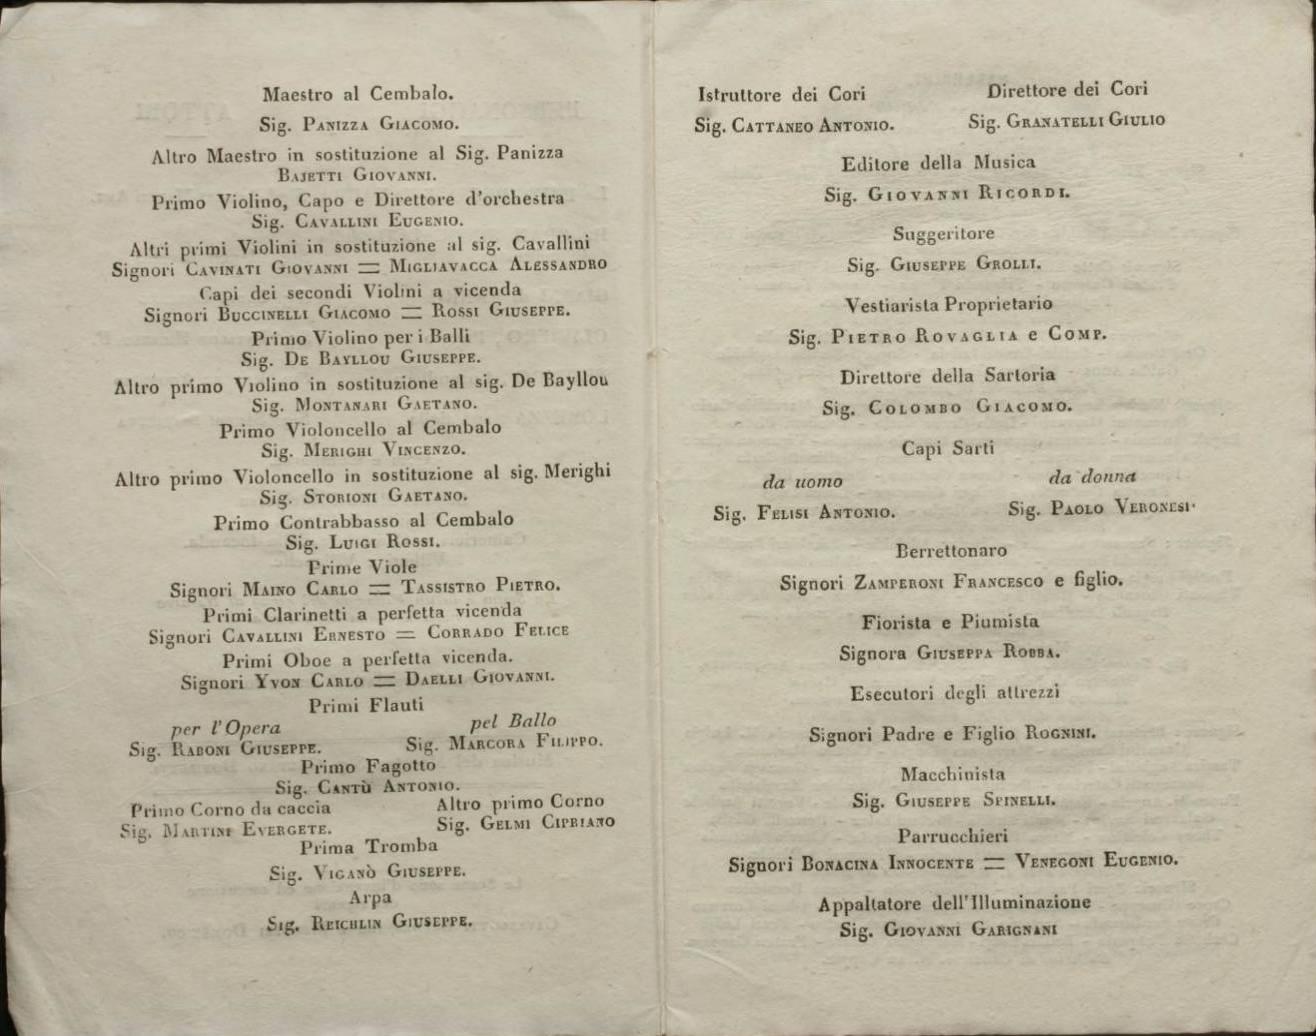 Maestro al Cembalo.
Sig. PANIZZA GIACOMO.
Altro Maestro in sostituzione al Sig. Panizza
BAJETTI GIOVANNI.
Primo Violino, Capo e Direttore d'orchestra
Sig. CAVALLINI EUGENIO.
Altri primi Violini in sostituzione al sig. Cavallini
Signori CAVINATI GIOVANNI = MIGLIAVACCA ALESSANDRO
Capi dei secondi Violini a vicenda
Signori BUCCINELLI GIACOMO = ROSSI GIUSEPPE.
Primo Violino per i Balli
Sig. DE BAYLLOU GIUSEPPE.
Altro primo Violino in sostituzione al sig. De Bayllou
Sig. MONTANARI GAETANO.
Primo Violoncello al Cembalo
Sig. MERIGHI VINCENZO.
Altro primo Violoncello in sostituzione al sig. Merighi
Sig. STORIONI GAETANO.
Primo Contrabbasso al Cembalo
Sig. LUIGI ROSSI.
Prime Viole
Signori MAINO CARLO = TASSISTRO PIETRO.
Primi Clarinetti a perfetta vicenda
Signori CAVALLINI ERNESTO = CORRADO FELICE
Primi Oboe a perfetta vicenda.
Signori YVON CARLO = DAELLI GIOVANNI.
Primi Flauti
per l'Opera pel Ballo
Sig. RABONI GIUSEPPE. Sig. MARCORA FILIPPO.
Primo Fagotto
Sig. CANTÙ ANTONIO.
Primo Corno da caccia Altro primo Corno
Sig. MARTINI EVERGETE. Sig. GELMI CIPRIANO
Prima Tromba
Sig. VIGANÒ GIUSEPPE.
Arpa
Sig. REICHLIN GIUSEPPE.
Istruttore dei Cori Direttore dei Cori
Sig. CATTANEO ANTONIO. Sig. GRANATELLI GIULIO
Editore della Musica
Sig. GIOVANNI RICORDI.
Suggeritore
Sig. GIUSEPPE GROLLI.
Vestiarista Proprietario
Sig. PIETRO ROVAGLIA e COMP.
Direttore della Sartoria
Sig. COLOMBO GIACOMO.
Capi Sarti
da uomo da donna
Sig. FELISI ANTONIO. Sig. PAOLO VERONESI.
Berrettonaro
Signori ZAMPERONI FRANCESCO e figlio.
Fiorista e Piumista
Signora GIUSEPPA ROBBA.
Esecutori degli attrezzi
Signori Padre e Figlio ROGNINI.
Macchinista
Sig. GIUSEPPE SPINELLI.
Parrucchieri
Signori BONACINA INNOCENTE = VENEGONI EUGENIO.
Appaltatore dell'Illuminazione
Sig. GIOVANNI GARIGNANI